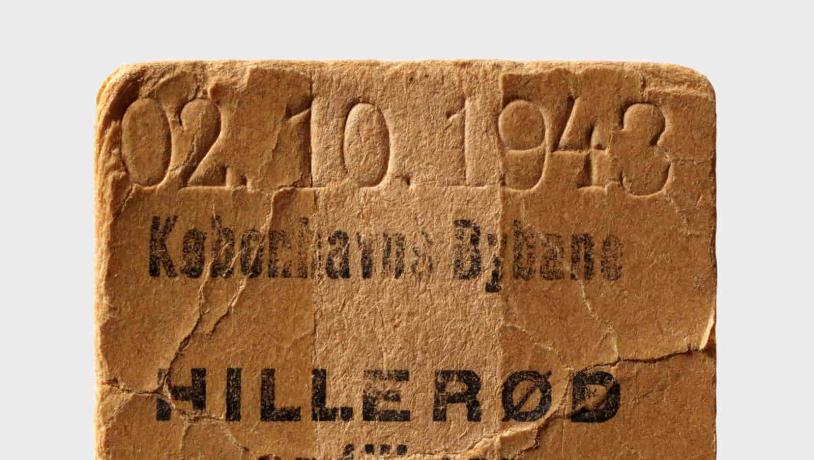 02.10.1943
Københavns Bybane
HILLERØD